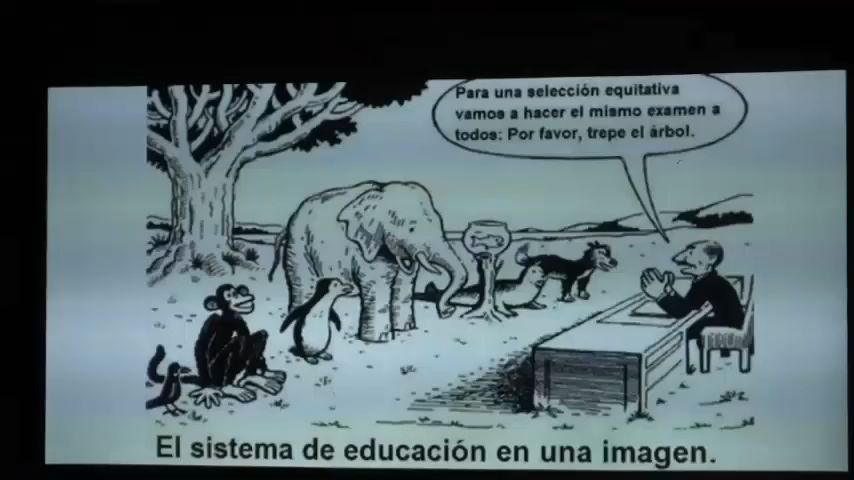 Para una selección equitativa
vamos a hacer el mismo examen a
todos: Por favor, trepe el árbol.
El sistema de educación en una imagen.